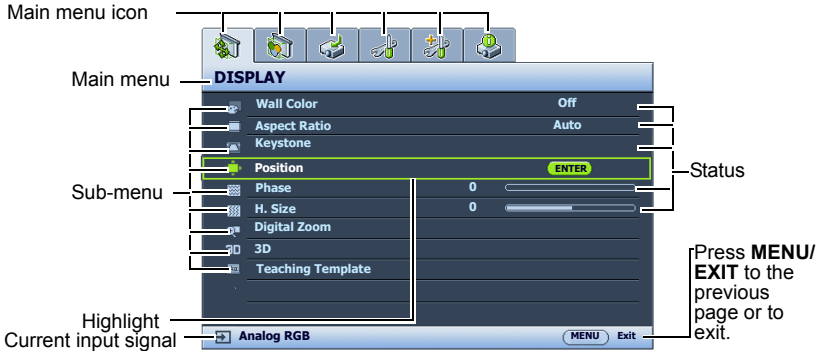 Main menu icon
Main menu
DISPLAY
Wall Color Off
Aspect Ratio Auto
Keystone
Position ENTER
Phase 0
H. Size 0
Digital Zoom
3D 3D
Teaching Template
Sub-menu
Status
Highlight
Current input signal
Analog RGB MENU Exit
Press MENU/
EXIT to the
previous
page or to
exit.